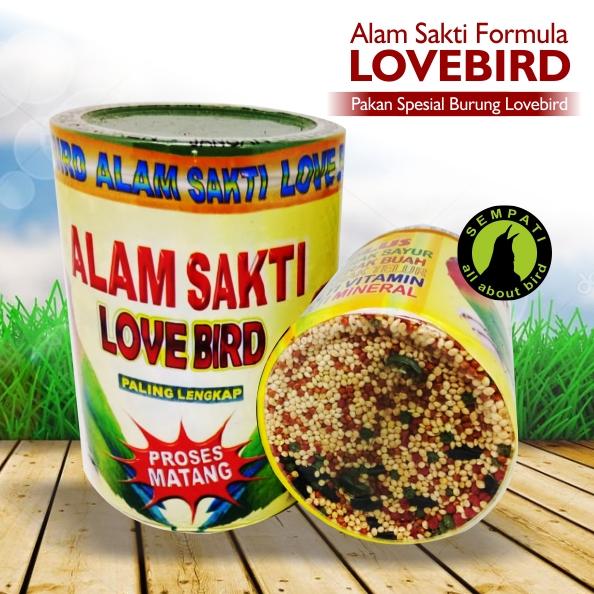 Alam Sakti Formula
LOVEBIRD
Pakan Spesial Burung Lovebird
BIRD ALAM SAKTI LOVE
ALAM SAKTI
LOVE BIRD
PALING LENGKAP
PROSES
MATANG
SEMPATI
all about bird
SAYUR
BUAH
VITAMIN
MINERAL